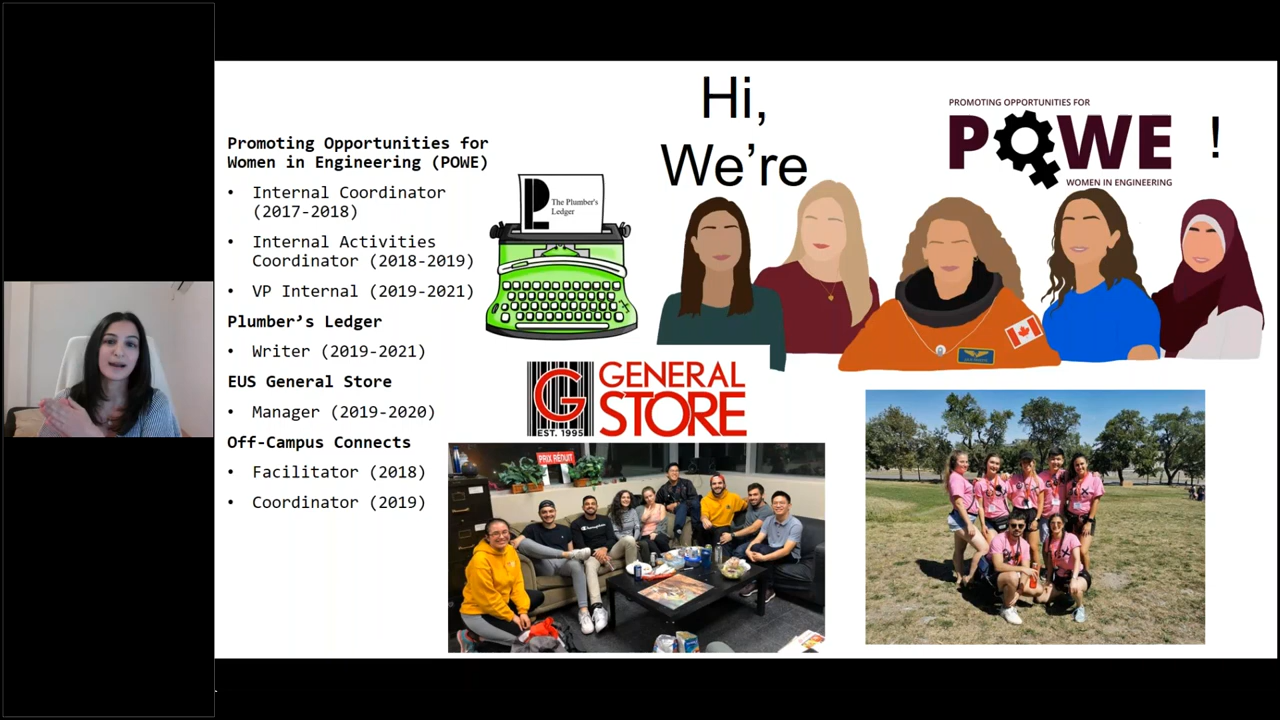 Promoting Opportunities for
Women in Engineering (POWE)
• Internal Coordinator
(2017-2018)
• Internal Activities
Coordinator (2018-2019)
• VP Internal (2019-2021)
Plumber’s Ledger
• Writer (2019-2021)
EUS General Store
• Manager (2019-2020)
Off-Campus Connects
• Facilitator (2018)
• Coordinator (2019)
Hi,
We’re
PROMOTING OPPORTUNITIES FOR
POWE !
WOMEN IN ENGINEERING
The Plumber's
Ledger
G GENERAL
STORE
EST. 1995
PRIX RÉDUIT